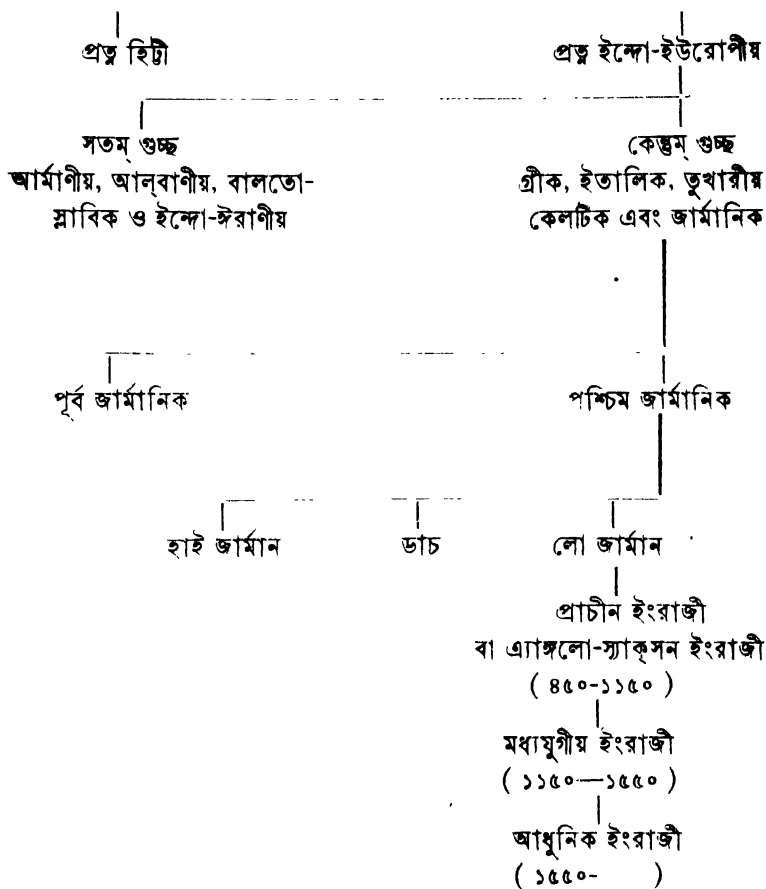 প্রত্ন হিট্টী
প্রত্ন ইন্দো-ইউরোপীয়
সতম্ গুচ্ছ
আর্মাণীয়, আল্‌বাণীয়, বালতো-
স্লাবিক ও ইন্দো-ঈরাণীয়
কেন্তুম্ গুচ্ছ
গ্রীক, ইতালিক, তুখারীয়
কেলটিক এবং জার্মানিক
পূর্ব জার্মানিক
পশ্চিম জার্মানিক
হাই জার্মান
ডাচ
লো জার্মান
প্রাচীন ইংরাজী
বা এ্যাঙ্গলো-স্যাক্‌সন ইংরাজী
( ৪৫০-১১৫০ )
মধ্যযুগীয় ইংরাজী
( ১১৫০—১৫৫০ )
আধুনিক ইংরাজী
( ১৫৫০- )